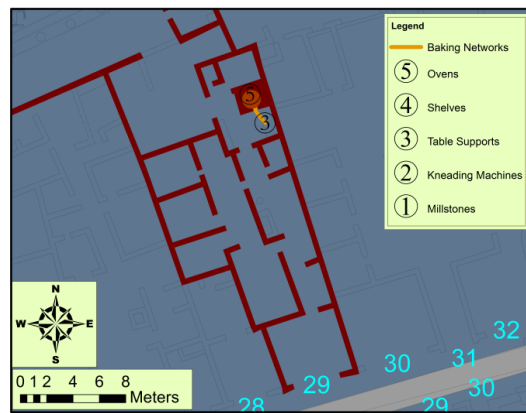 Legend
Baking Networks
5 Ovens
4 Shelves
3 Table Supports
2 Kneading Machines
1 Millstones
5
3
N
W E
S
0 1 2 4 6 8
Meters
32
31
30
30
29
29
28